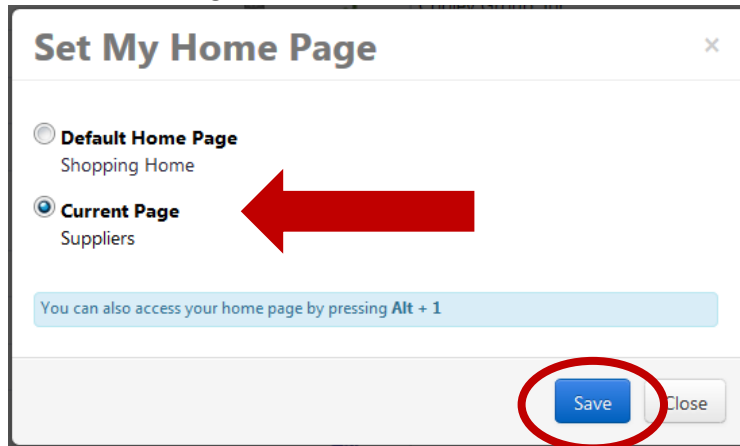 Set My Home Page
×
Default Home Page
Shopping Home
Current Page
Suppliers
You can also access your home page by pressing Alt + 1
Save Close